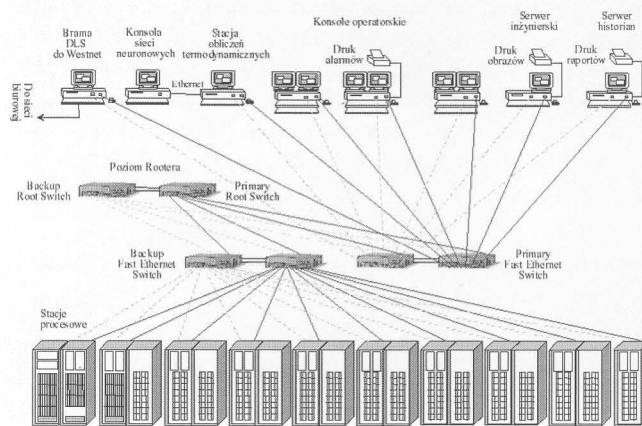 Brama
DLS
do Westnet
Konsola
sieci
neuronowych
Stacja
obliczeń
termodynamicznych
Konsole operatorskie
Serwer
inżynierski
Serwer
historian
Druk
alarmów
Druk
obrazów
Druk
raportów
Ethernet
Do sieci
biurowej
Poziom Rootera
Backup
Root Switch
Primary
Root Switch
Backup
Fast Ethernet
Switch
Primary
Fast Ethernet
Switch
Stacje
procesowe